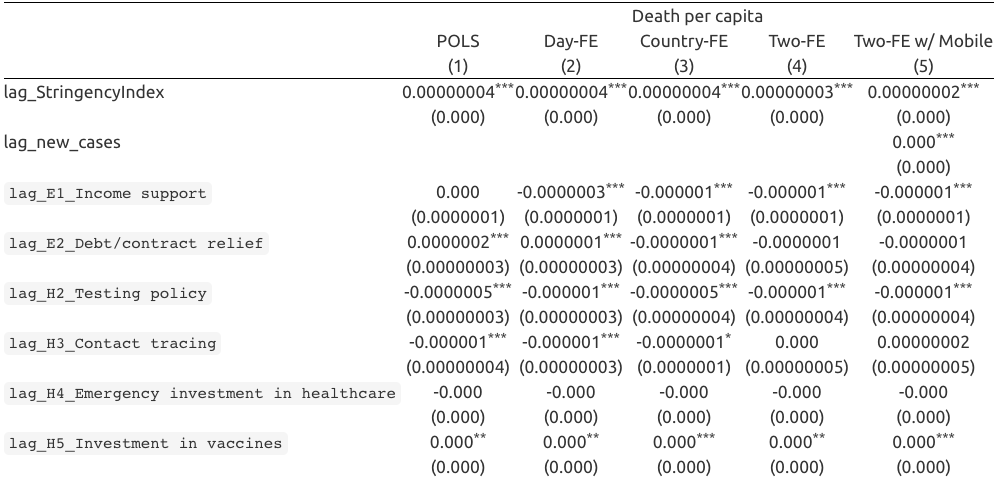 Death per capita
POLS Day-FE Country-FE Two-FE Two-FE w/ Mobile
(1) (2) (3) (4) (5)
lag_StringencyIndex 0.00000004*** 0.00000004*** 0.00000004*** 0.00000003*** 0.00000002***
(0.000) (0.000) (0.000) (0.000) (0.000)
lag_new_cases 0.000***
(0.000)
lag_E1_Income support 0.000 -0.0000003*** -0.000001*** -0.000001*** -0.000001***
(0.0000001) (0.0000001) (0.0000001) (0.0000001) (0.0000001)
lag_E2_Debt/contract relief 0.0000002*** 0.0000001*** -0.0000001*** -0.0000001 -0.0000001
(0.00000003) (0.00000003) (0.00000004) (0.00000005) (0.00000004)
lag_H2_Testing policy -0.0000005*** -0.000001*** -0.0000005*** -0.000001*** -0.000001***
(0.00000003) (0.00000003) (0.00000004) (0.00000004) (0.00000004)
lag_H3_Contact tracing -0.000001*** -0.000001*** -0.0000001* 0.000 0.00000002
(0.00000004) (0.00000003) (0.0000001) (0.00000005) (0.00000005)
lag_H4_Emergency investment in healthcare -0.000 -0.000 -0.000 -0.000 -0.000
(0.000) (0.000) (0.000) (0.000) (0.000)
lag_H5_Investment in vaccines 0.000** 0.000** 0.000*** 0.000** 0.000***
(0.000) (0.000) (0.000) (0.000) (0.000)